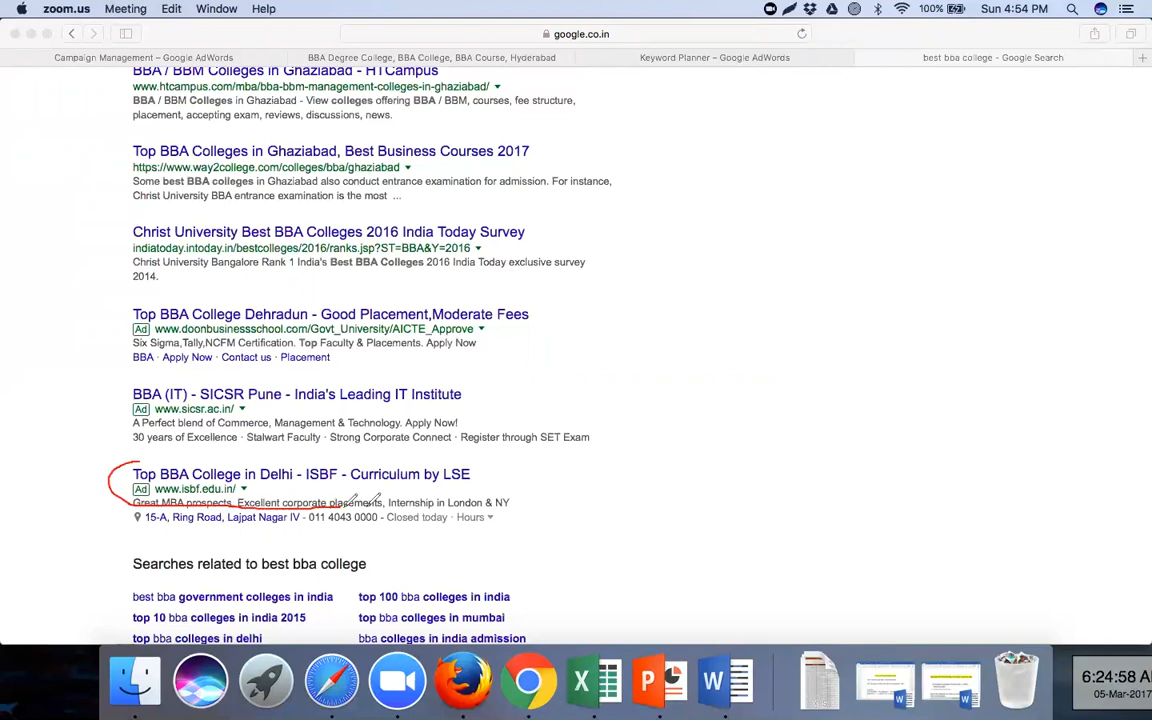 zoom.us Meeting Edit Window Help 100% Sun 4:54 PM
google.co.in
Campaign Management – Google AdWords BBA Degree College, BBA College, BBA Course, Hyderabad Keyword Planner – Google AdWords best bba college - Google Search
BBA / BBM Colleges in Ghaziabad - HTCampus
www.htcampus.com/mba/bba-bbm-management-colleges-in-ghaziabad/
BBA / BBM Colleges in Ghaziabad - View colleges offering BBA / BBM, courses, fee structure,
placement, accepting exam, reviews, discussions, news.
Top BBA Colleges in Ghaziabad, Best Business Courses 2017
https://www.way2college.com/colleges/bba/ghaziabad
Some best BBA colleges in Ghaziabad also conduct entrance examination for admission. For instance,
Christ University BBA entrance examination is the most ...
Christ University Best BBA Colleges 2016 India Today Survey
indiatoday.intoday.in/bestcolleges/2016/ranks.jsp?ST=BBA&Y=2016
Christ University Bangalore Rank 1 India's Best BBA Colleges 2016 India Today exclusive survey
2014.
Top BBA College Dehradun - Good Placement,Moderate Fees
Ad www.doonbusinessschool.com/Govt_University/AICTE_Approve
Six Sigma,Tally,NCFM Certification. Top Faculty & Placements. Apply Now
BBA · Apply Now · Contact us · Placement
BBA (IT) - SICSR Pune - India's Leading IT Institute
Ad www.sicsr.ac.in/
A Perfect blend of Commerce, Management & Technology. Apply Now!
30 years of Excellence · Stalwart Faculty · Strong Corporate Connect · Register through SET Exam
Top BBA College in Delhi - ISBF - Curriculum by LSE
Ad www.isbf.edu.in/
Great MBA prospects, Excellent corporate placements, Internship in London & NY
15-A, Ring Road, Lajpat Nagar IV - 011 4043 0000 - Closed today · Hours
Searches related to best bba college
best bba government colleges in india top 100 bba colleges in india
top 10 bba colleges in india 2015 top bba colleges in mumbai
top bba colleges in delhi bba colleges in india admission
6:24:58 A
05-Mar-2017